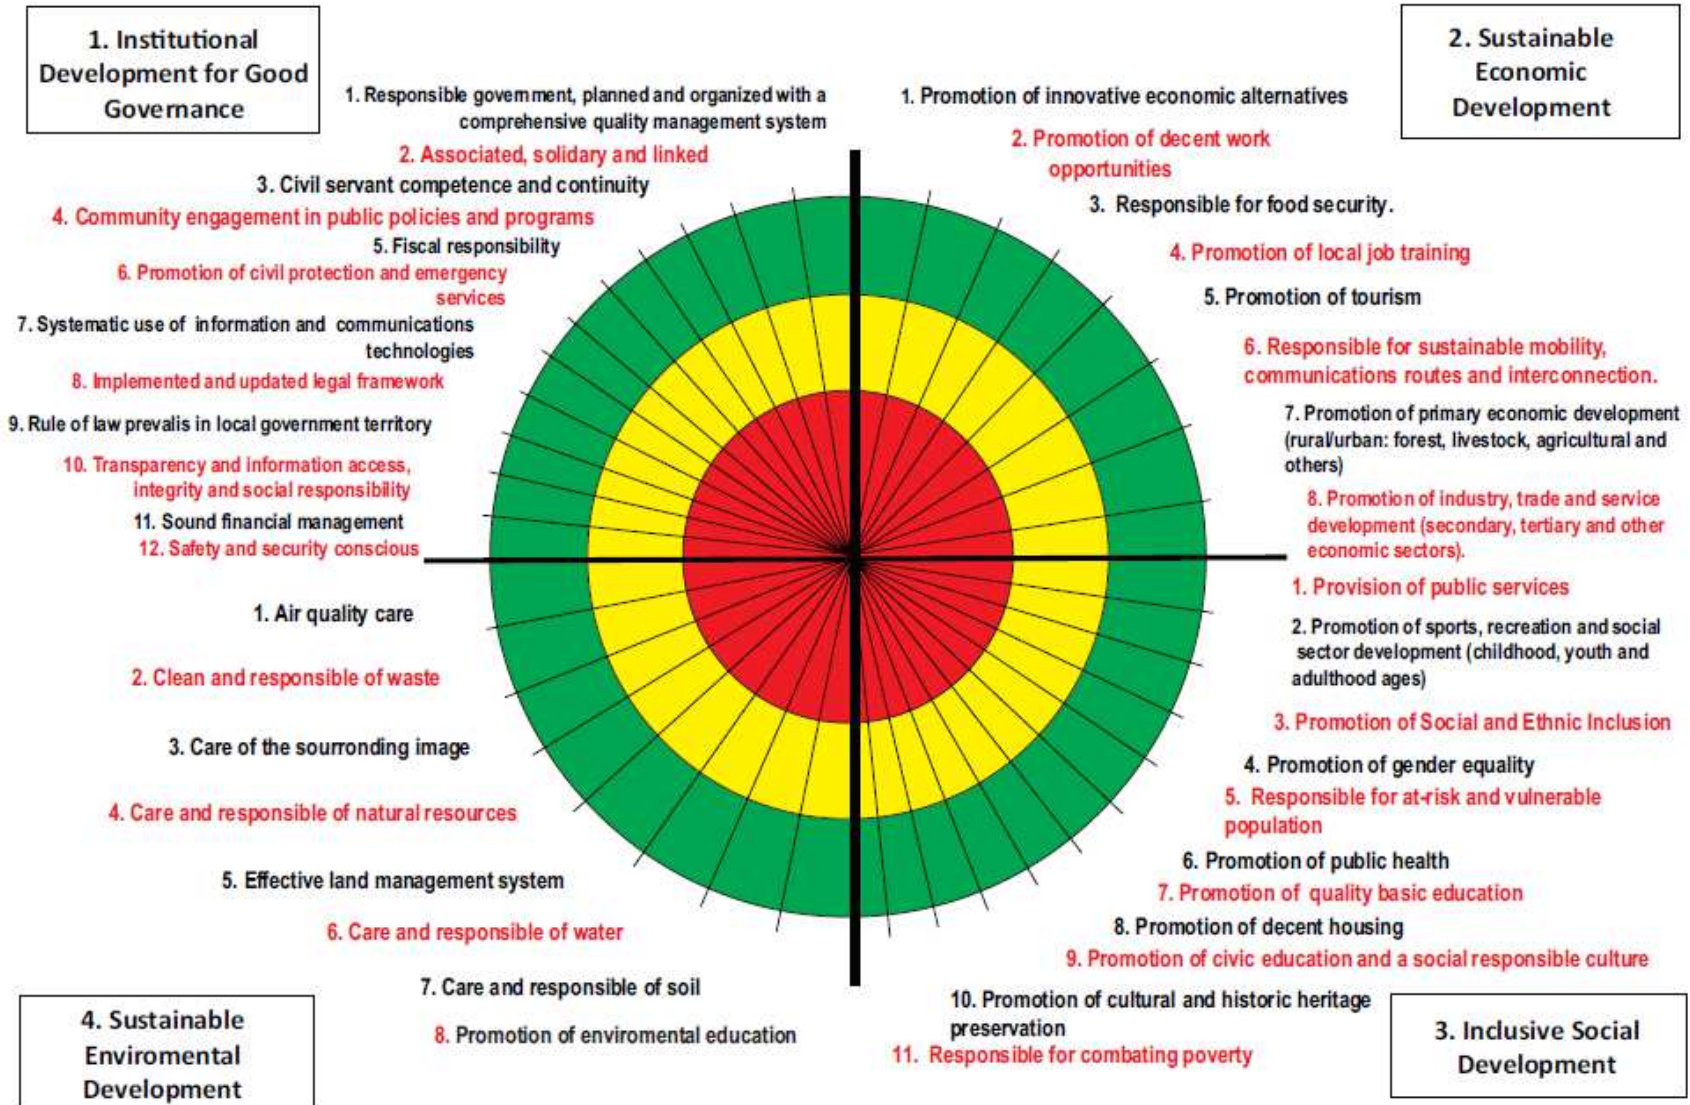 1. Institutional
Development for Good
Governance
1. Responsible government, planned and organized with a
comprehensive quality management system
2. Associated, solidary and linked
3. Civil servant competence and continuity
4. Community engagement in public policies and programs
5. Fiscal responsibility
6. Promotion of civil protection and emergency
services
7. Systematic use of information and communications
technologies
8. Implemented and updated legal framework
9. Rule of law prevalis in local government territory
10. Transparency and information access,
integrity and social responsibility
11. Sound financial management
12. Safety and security conscious
2. Sustainable
Economic
Development
1. Promotion of innovative economic alternatives
2. Promotion of decent work
opportunities
3. Responsible for food security.
4. Promotion of local job training
5. Promotion of tourism
6. Responsible for sustainable mobility,
communications routes and interconnection.
7. Promotion of primary economic development
(rural/urban: forest, livestock, agricultural and
others)
8. Promotion of industry, trade and service
development (secondary, tertiary and other
economic sectors).
1. Provision of public services
2. Promotion of sports, recreation and social
sector development (childhood, youth and
adulthood ages)
3. Promotion of Social and Ethnic Inclusion
4. Promotion of gender equality
5. Responsible for at-risk and vulnerable
population
6. Promotion of public health
7. Promotion of quality basic education
8. Promotion of decent housing
9. Promotion of civic education and a social responsible culture
10. Promotion of cultural and historic heritage
preservation
11. Responsible for combating poverty
3. Inclusive Social
Development
1. Air quality care
2. Clean and responsible of waste
3. Care of the sourronding image
4. Care and responsible of natural resources
5. Effective land management system
6. Care and responsible of water
7. Care and responsible of soil
8. Promotion of enviromental education
4. Sustainable
Enviromental
Development